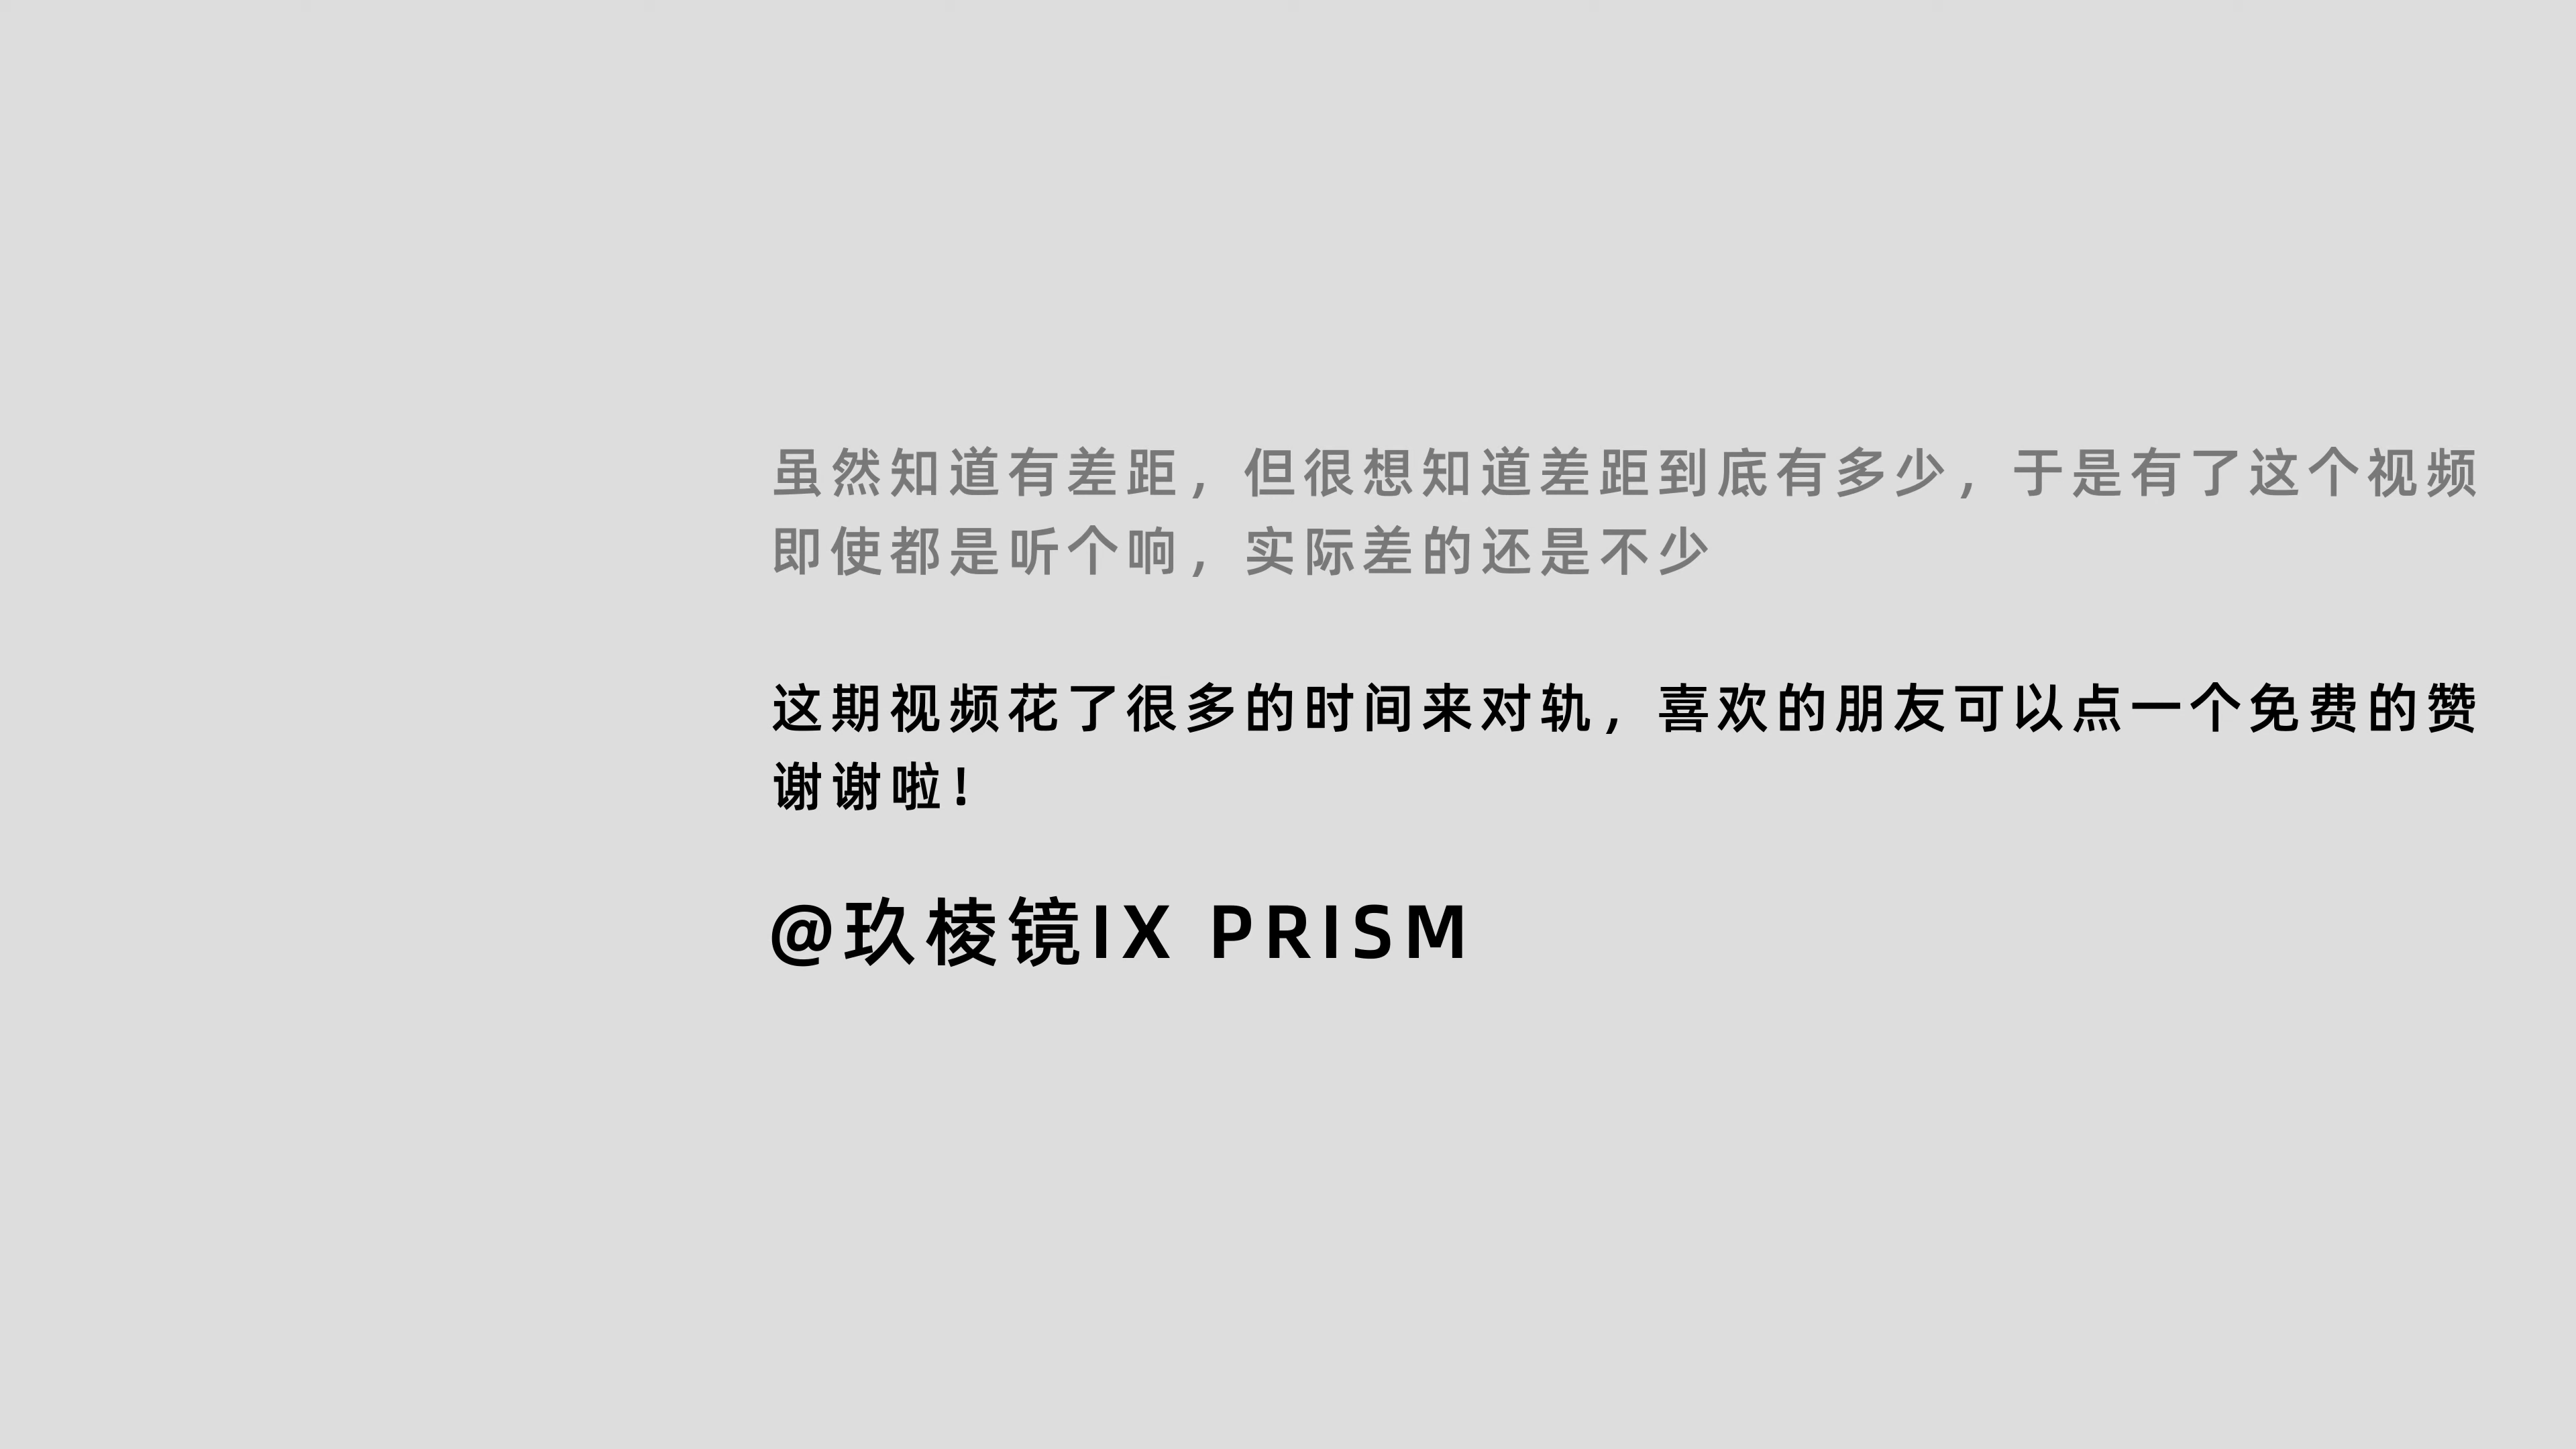 虽然知道有差距，但很想知道差距到底有多少，于是有了这个视频
即使都是听个响，实际差的还是不少
这期视频花了很多的时间来对轨，喜欢的朋友可以点一个免费的赞
谢谢啦！
@玖棱镜IX PRISM